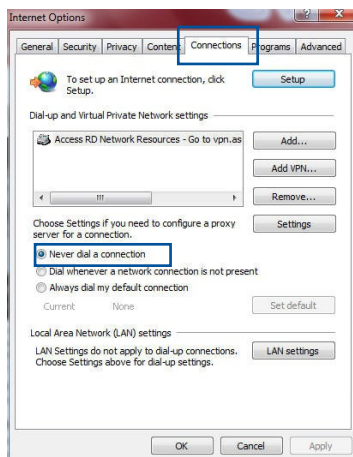 Internet Options
General Security Privacy Content Connections Programs Advanced
To set up an Internet connection, click
Setup.
Setup
Dial-up and Virtual Private Network settings
Access RD Network Resources - Go to vpn.as
Add...
Add VPN...
Remove...
Choose Settings if you need to configure a proxy
server for a connection.
Settings
Never dial a connection
Dial whenever a network connection is not present
Always dial my default connection
Current None
Set default
Local Area Network (LAN) settings
LAN Settings do not apply to dial-up connections.
Choose Settings above for dial-up settings.
LAN settings
OK Cancel Apply